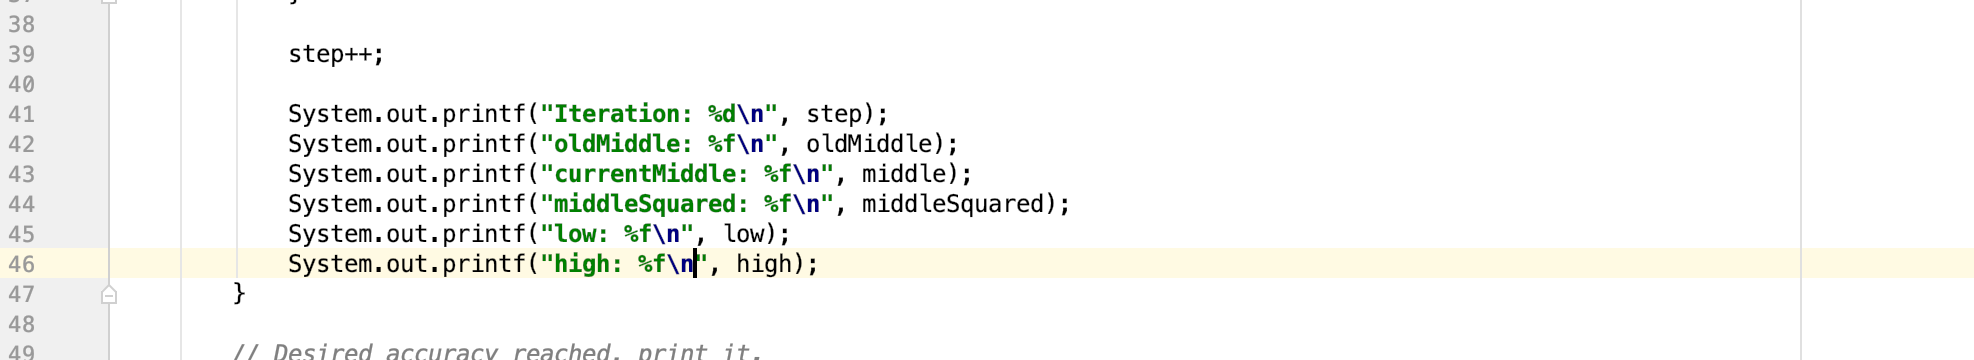 38
39 step++;
40
41 System.out.printf("Iteration: %d\n", step);
42 System.out.printf("oldMiddle: %f\n", oldMiddle);
43 System.out.printf("currentMiddle: %f\n", middle);
44 System.out.printf("middleSquared: %f\n", middleSquared);
45 System.out.printf("low: %f\n", low);
46 System.out.printf("high: %f\n", high);
47 }
48
49 // Desired accuracy reached, print it.